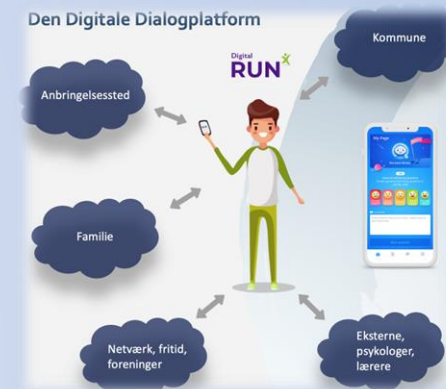 Den Digitale Dialogplatform
Kommune
Digital
RUN
Anbringelsessted
Familie
Netværk, fritid,
foreninger
Eksterne,
psykologer,
lærere